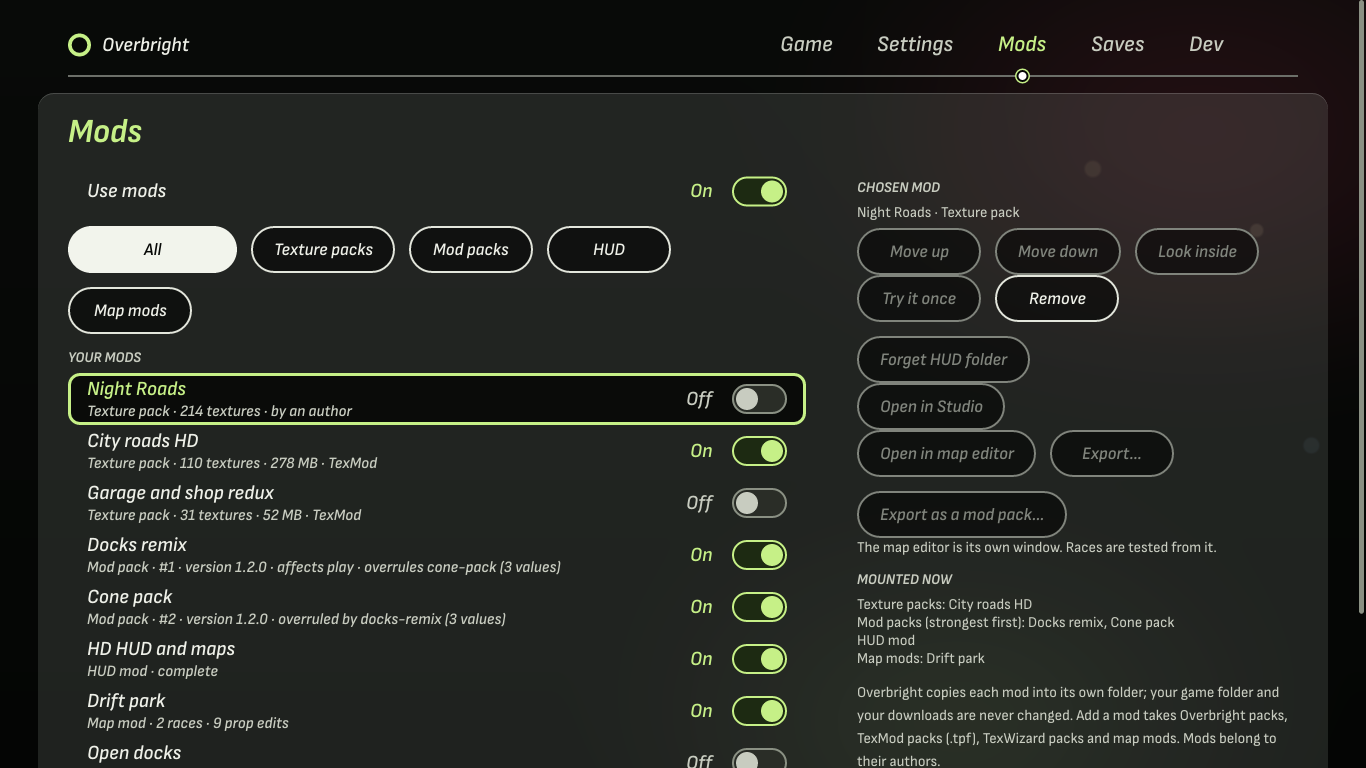 Overbright
Game Settings Mods Saves Dev
Mods
Use mods On
All Texture packs Mod packs HUD
Map mods
YOUR MODS
Night Roads Off
Texture pack · 214 textures · by an author
City roads HD On
Texture pack · 110 textures · 278 MB · TexMod
Garage and shop redux Off
Texture pack · 31 textures · 52 MB · TexMod
Docks remix On
Mod pack · #1 · version 1.2.0 · affects play · overrules cone-pack (3 values)
Cone pack On
Mod pack · #2 · version 1.2.0 · overruled by docks-remix (3 values)
HD HUD and maps On
HUD mod · complete
Drift park On
Map mod · 2 races · 9 prop edits
Open docks Off
CHOSEN MOD
Night Roads · Texture pack
Move up Move down Look inside
Try it once Remove
Forget HUD folder
Open in Studio
Open in map editor Export...
Export as a mod pack...
The map editor is its own window. Races are tested from it.
MOUNTED NOW
Texture packs: City roads HD
Mod packs (strongest first): Docks remix, Cone pack
HUD mod
Map mods: Drift park
Overbright copies each mod into its own folder; your game folder and
your downloads are never changed. Add a mod takes Overbright packs,
TexMod packs (.tpf), TexWizard packs and map mods. Mods belong to
their authors.